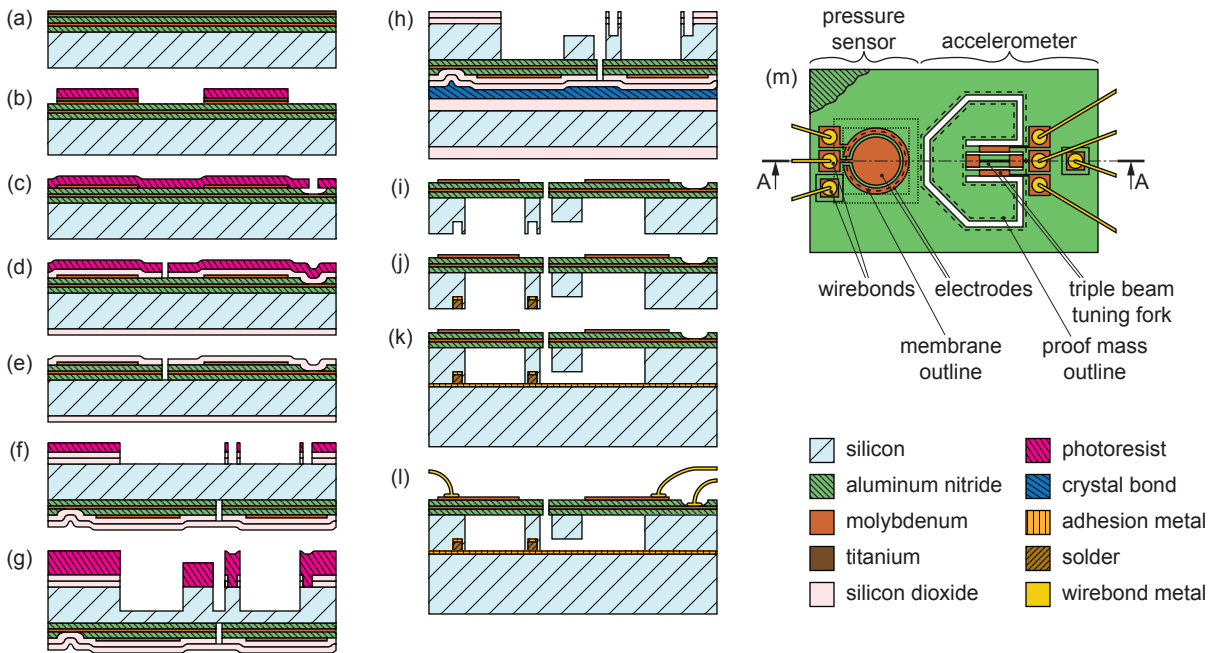 (a)
(b)
(c)
(d)
(e)
(f)
(g)
(h)
(i)
(j)
(k)
(l)
pressure
sensor
accelerometer
(m)
A
A
wirebonds
electrodes
triple beam
tuning fork
membrane
outline
proof mass
outline
silicon
aluminum nitride
molybdenum
titanium
silicon dioxide
photoresist
crystal bond
adhesion metal
solder
wirebond metal